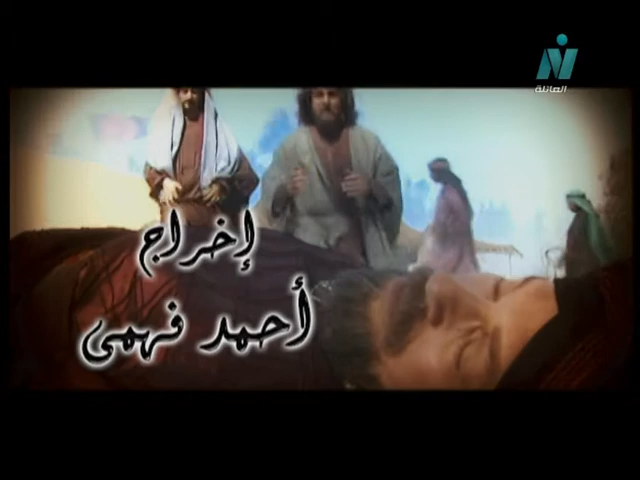 العائلة
إخراج
أحمد فهمى